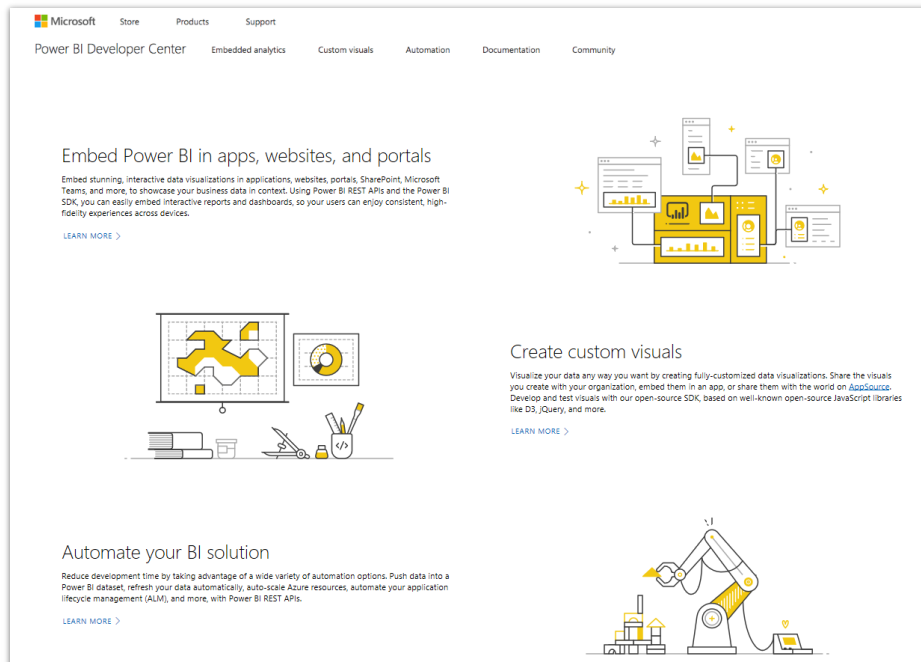 Microsoft Store Products Support
Power BI Developer Center Embedded analytics Custom visuals Automation Documentation Community
Embed Power BI in apps, websites, and portals
Embed stunning, interactive data visualizations in applications, websites, portals, SharePoint, Microsoft
Teams, and more, to showcase your business data in context. Using Power BI REST APIs and the Power BI
SDK, you can easily embed interactive reports and dashboards, so your users can enjoy consistent, high-
fidelity experiences across devices.
LEARN MORE >
Create custom visuals
Visualize your data any way you want by creating fully-customized data visualizations. Share the visuals
you create with your organization, embed them in an app, or share them with the world on AppSource.
Develop and test visuals with our open-source SDK, based on well-known open-source JavaScript libraries
like D3, jQuery, and more.
LEARN MORE >
</>
Automate your BI solution
Reduce development time by taking advantage of a wide variety of automation options. Push data into a
Power BI dataset, refresh your data automatically, auto-scale Azure resources, automate your application
lifecycle management (ALM), and more, with Power BI REST APIs.
LEARN MORE >